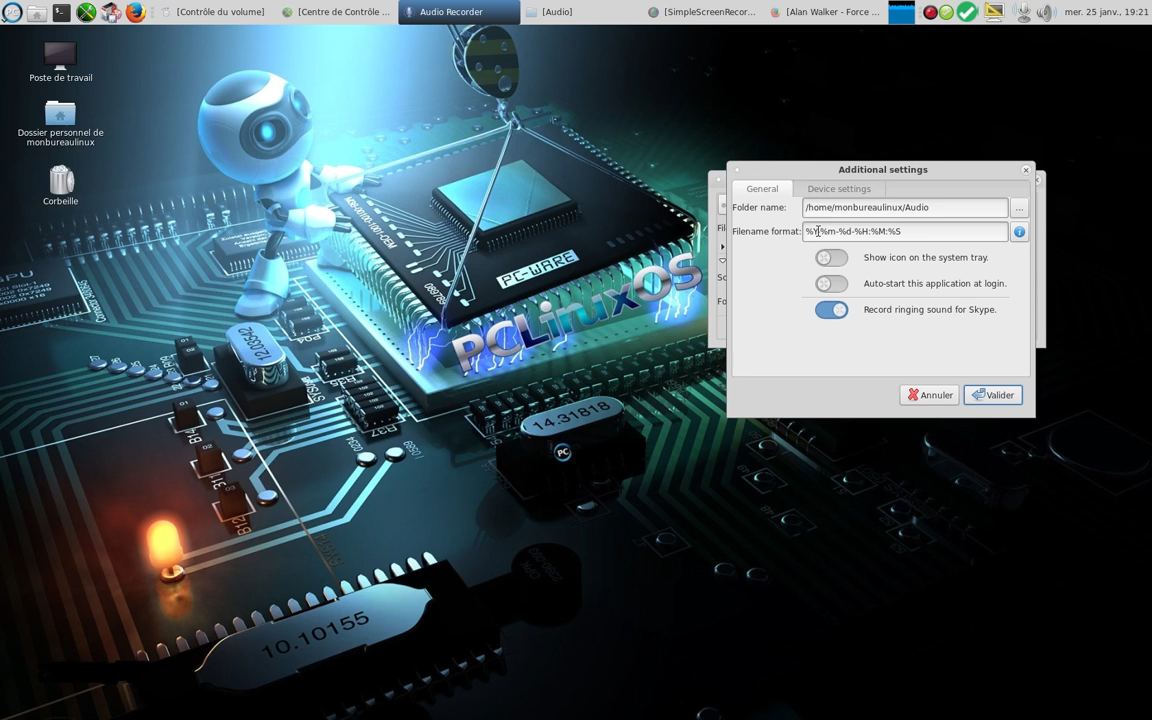 [Contrôle du volume]
[Centre de Contrôle ...
Audio Recorder
[Audio]
[SimpleScreenRecor...
[Alan Walker - Force ...
mer. 25 janv., 19:21
Poste de travail
Dossier personnel de
monbureaulinux
Corbeille
Additional settings
General
Device settings
Folder name:
/home/monbureaulinux/Audio
...
Filename format:
%Y-%m-%d-%H:%M:%S
Show icon on the system tray.
Auto-start this application at login.
Record ringing sound for Skype.
Annuler
Valider
PC-WARE
PCLinuxOS
12.03542
14.31818
PC
10.10155